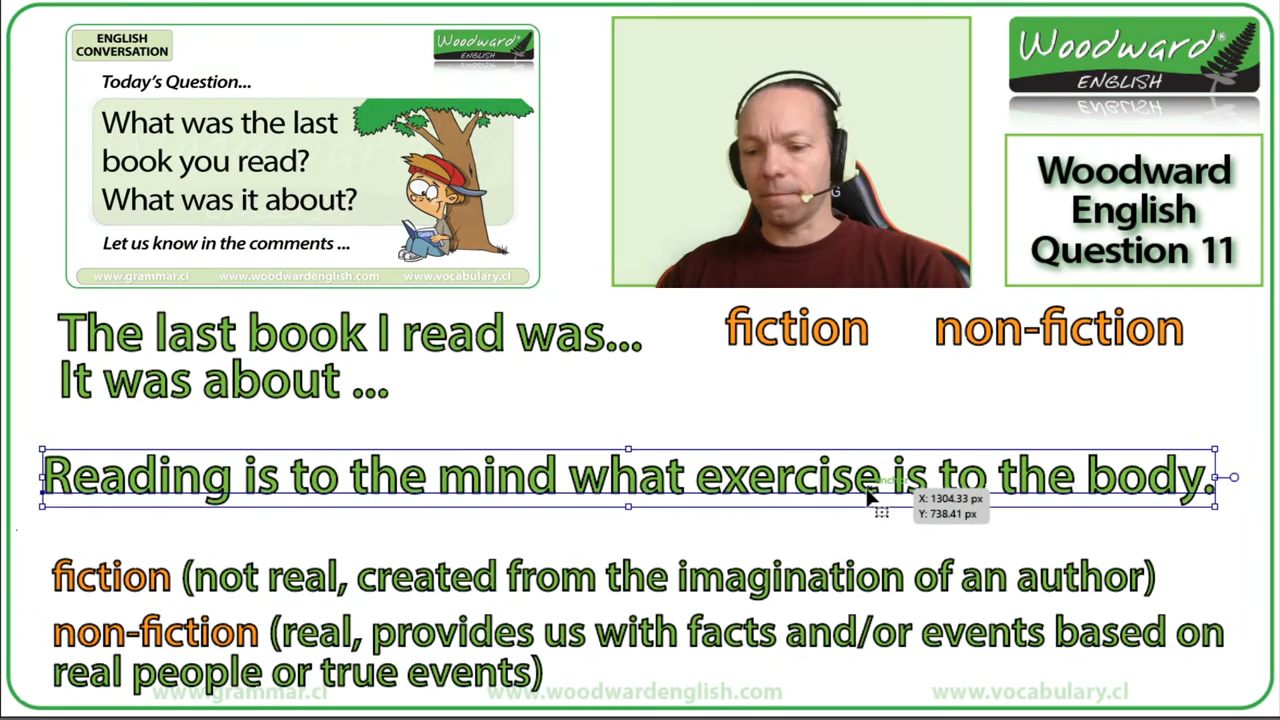 ENGLISH
CONVERSATION
Woodward®
ENGLISH
Today's Question...
What was the last
book you read?
What was it about?
Let us know in the comments ...
www.grammar.cl www.woodwardenglish.com www.vocabulary.cl
G
Woodward®
ENGLISH
Woodward
English
Question 11
The last book I read was... fiction non-fiction
It was about ...
Reading is to the mind what exercise is to the body.
X: 1304.33 px
Y: 738.41 px
fiction (not real, created from the imagination of an author)
non-fiction (real, provides us with facts and/or events based on
real people or true events)
www.grammar.cl www.woodwardenglish.com www.vocabulary.cl